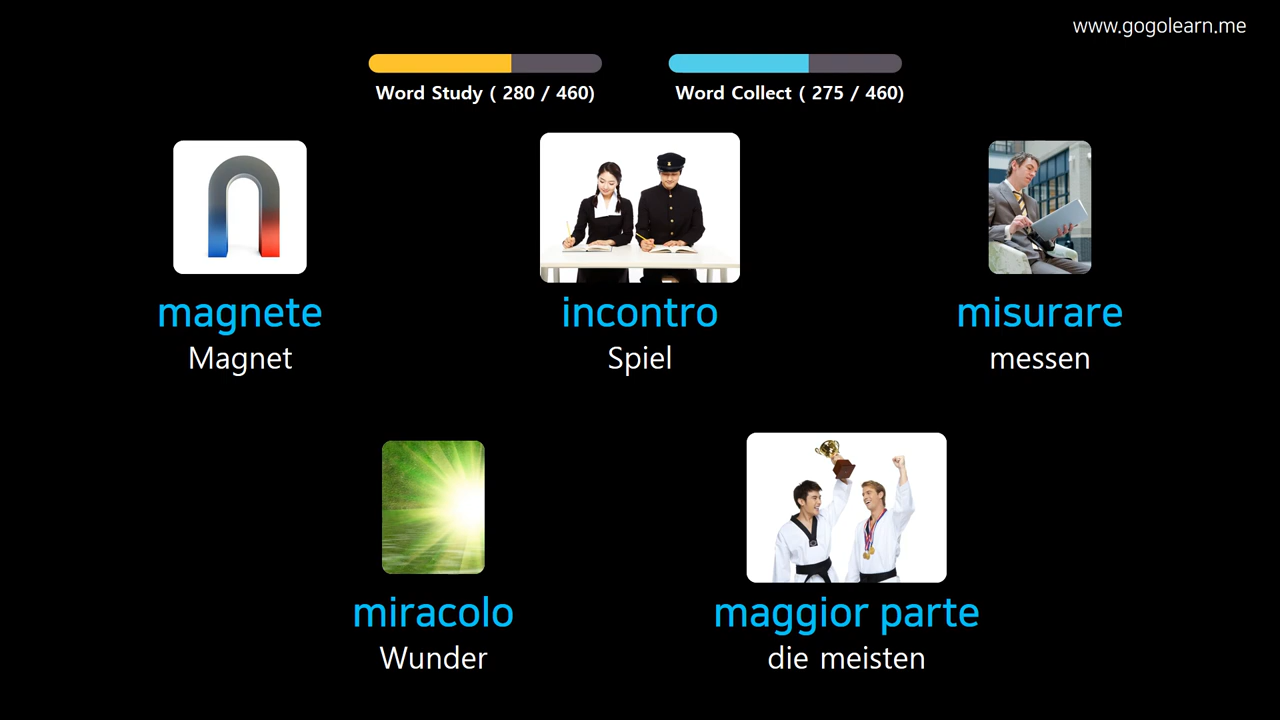 www.gogolearn.me
Word Study ( 280 / 460)
Word Collect ( 275 / 460)
magnete
Magnet
incontro
Spiel
misurare
messen
miracolo
Wunder
maggior parte
die meisten